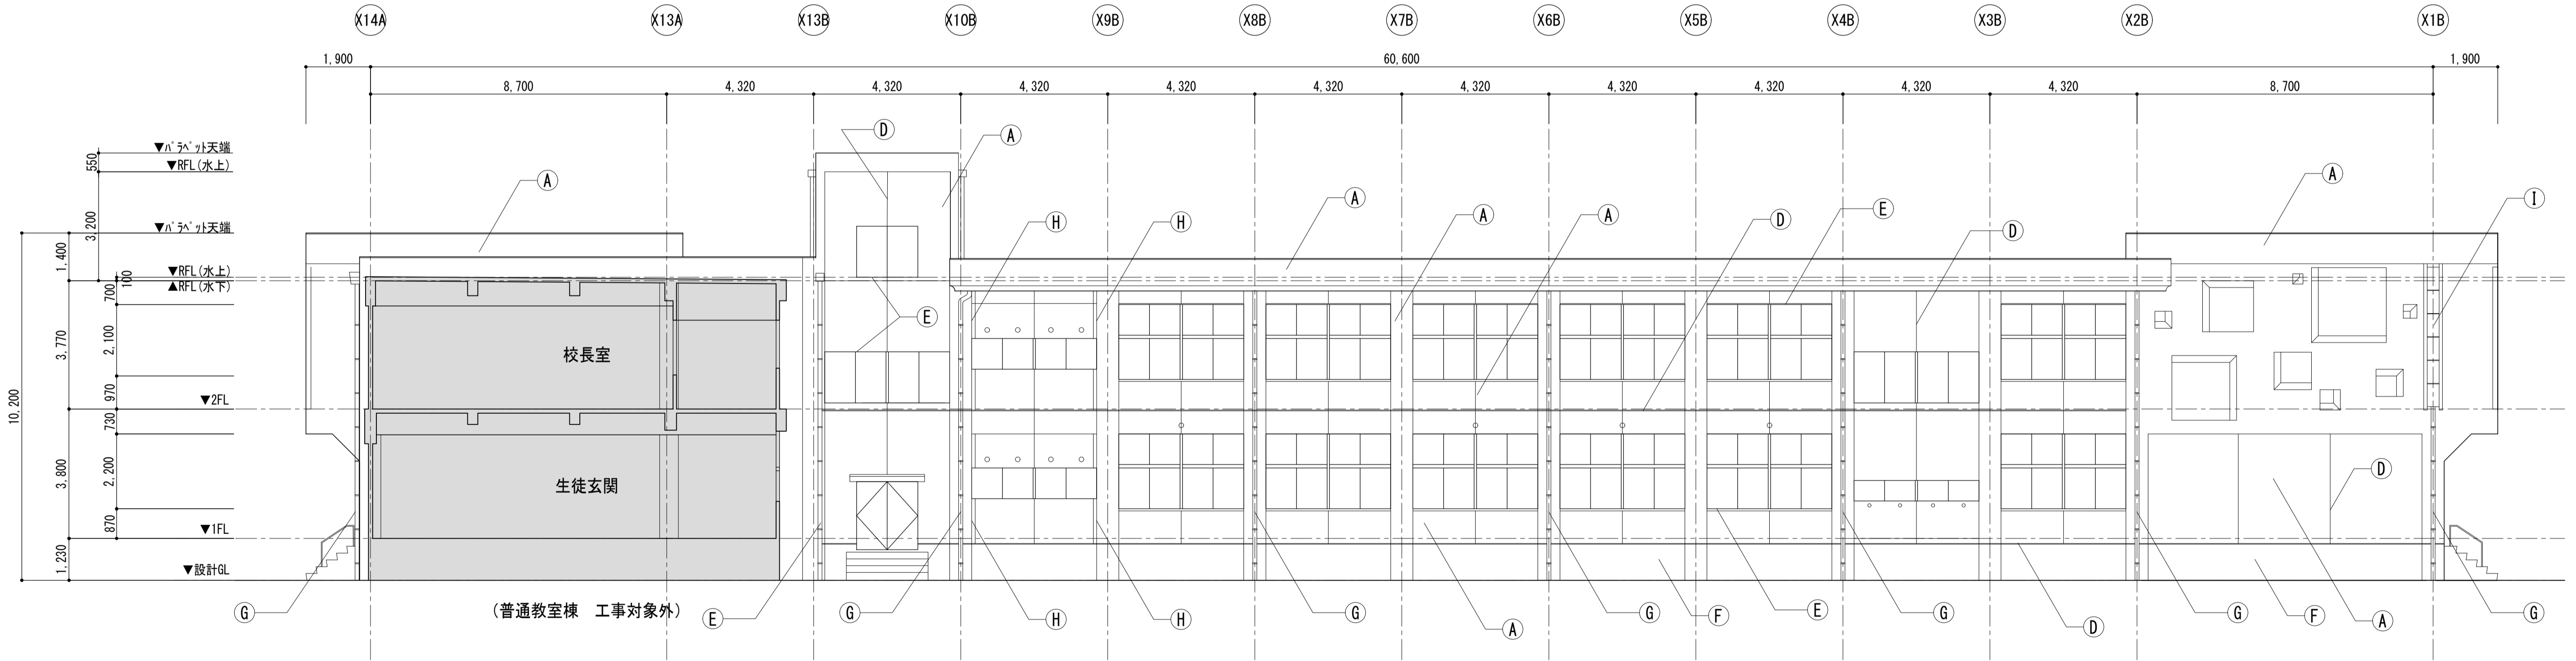 X14A X13A X13B X10B X9B X8B X7B X6B X5B X4B X3B X2B X1B
1,900 60,600 1,900
8,700 4,320 4,320 4,320 4,320 4,320 4,320 4,320 4,320 4,320 4,320 8,700
D A
▼パラペット天端
550
▼RFL(水上)
A A A I
3,200
H H A A A D E D
▼パラペット天端
1,400
▼RFL(水上)
100
▲RFL(水下)
700
E
2,100
3,770
校長室
970
▼2FL
10,200
730
D
2,200
3,800
生徒玄関
870
▼1FL
1,230
▼設計GL
G (普通教室棟 工事対象外) E G H H G A G F E G D G F A G